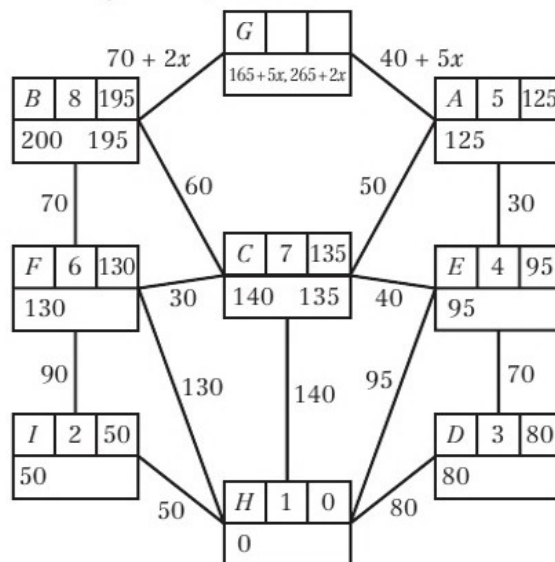 G
70 + 2x
40 + 5x
165 + 5x, 265 + 2x
B 8 195
A 5 125
200 195
125
60
50
70
30
F 6 130
C 7 135
E 4 95
130
30
140 135
40
95
90
130
140
95
70
I 2 50
D 3 80
50
80
50
H 1 0
80
0